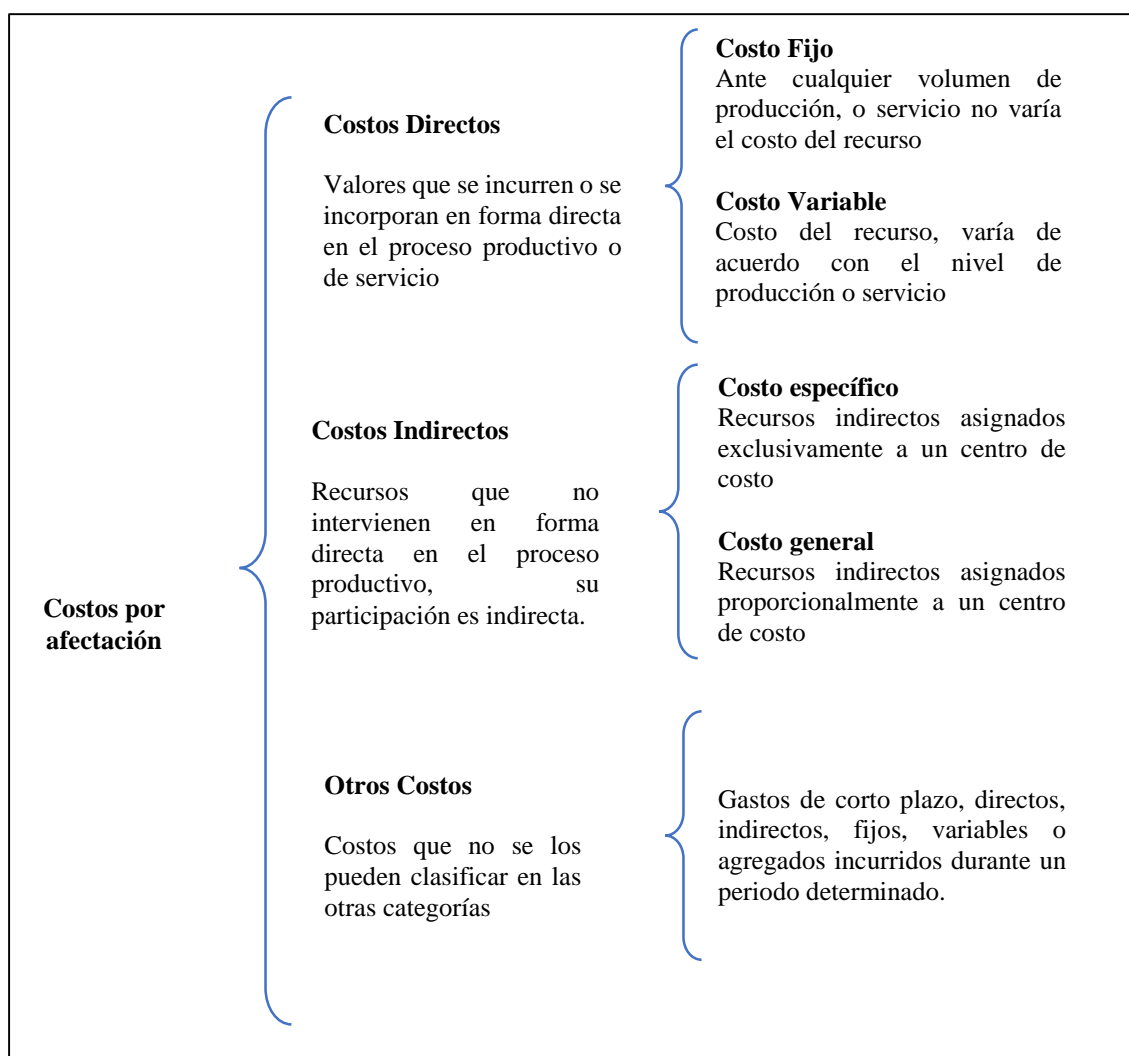 Costos por
afectación
Costos Directos
Valores que se incurren o se
incorporan en forma directa
en el proceso productivo o
de servicio
Costo Fijo
Ante cualquier volumen de
producción, o servicio no varía
el costo del recurso
Costo Variable
Costo del recurso, varía de
acuerdo con el nivel de
producción o servicio
Costos Indirectos
Recursos que no
intervienen en forma
directa en el proceso
productivo, su
participación es indirecta.
Costo específico
Recursos indirectos asignados
exclusivamente a un centro de
costo
Costo general
Recursos indirectos asignados
proporcionalmente a un centro
de costo
Otros Costos
Costos que no se los
pueden clasificar en las
otras categorías
Gastos de corto plazo, directos,
indirectos, fijos, variables o
agregados incurridos durante un
periodo determinado.